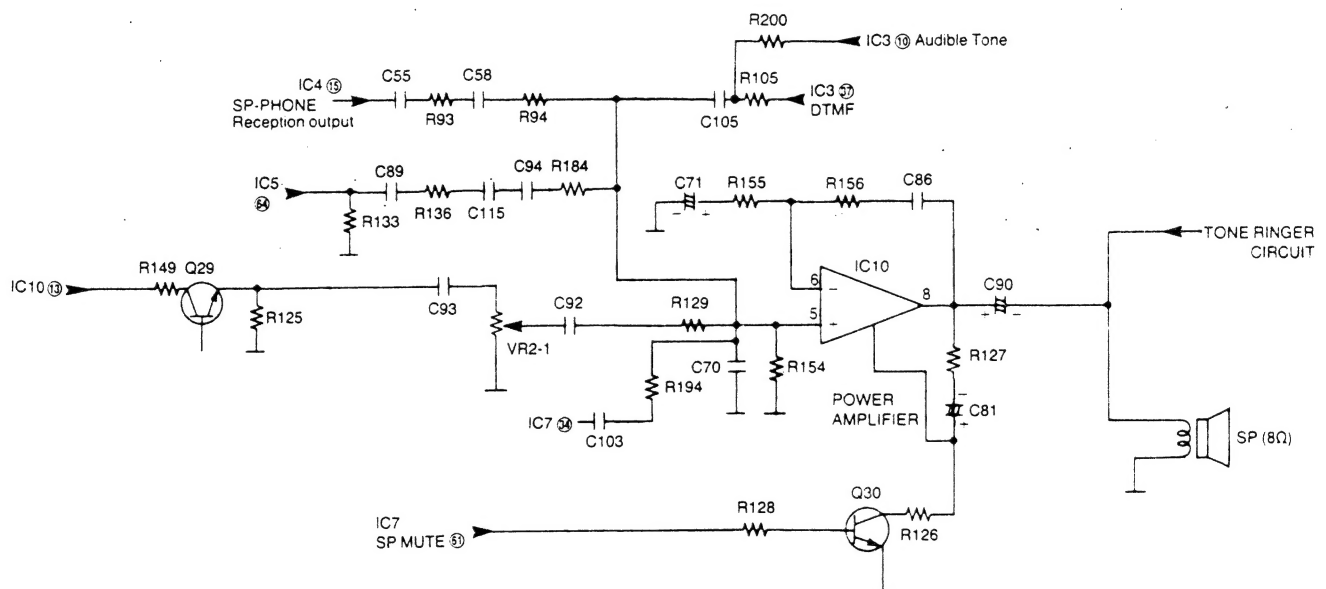 R200
IC3 ⑩ Audible Tone
IC4 ⑮
C55
C58
R105
IC3 ㊲
SP-PHONE
DTMF
Reception output
R93
R94
C105
C89
C94
R184
IC5
C71
R155
R156
C86
R133
R136
C115
TONE RINGER
CIRCUIT
IC10 ⑬
R149
Q29
R125
C93
VR2-1
C92
R129
IC10
6
−
5
+
8
C90
+
−
R127
−
+
C70
R154
R194
POWER
AMPLIFIER
−
C81
+
IC7 ㉞
C103
SP (8Ω)
IC7
SP MUTE
R128
Q30
R126